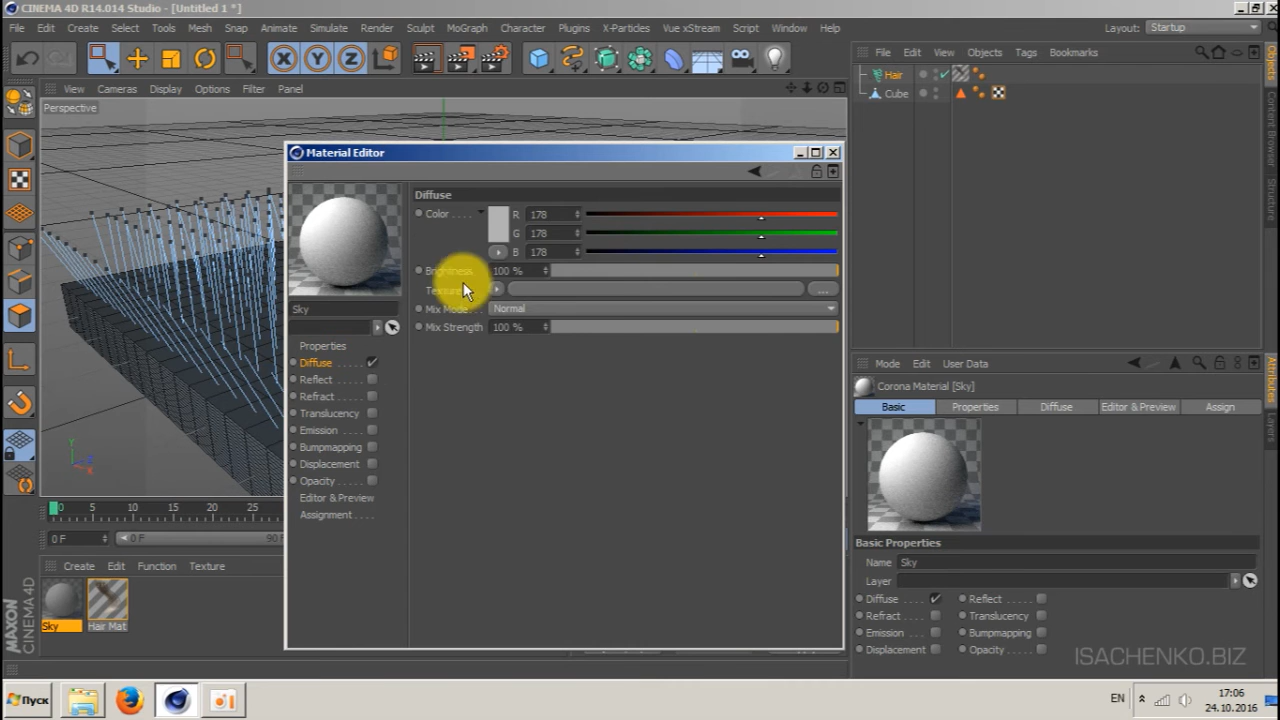 CINEMA 4D R14.014 Studio - [Untitled 1 *]
File Edit Create Select Tools Mesh Snap Animate Simulate Render Sculpt MoGraph Character Plugins X-Particles Vue xStream Script Window Help Layout: Startup
File Edit View Objects Tags Bookmarks
Hair
Cube
View Cameras Display Options Filter Panel
Perspective
Material Editor
Diffuse
Color . . . . R 178
G 178
B 178
Brightness 100 %
Texture
Mix Mode . . . Normal
Mix Strength 100 %
Sky
Properties
Diffuse . . . . .
Reflect . . . .
Refract . . . .
Translucency
Emission . . .
Bumpmapping
Displacement
Opacity . . . .
Editor & Preview
Assignment . . . .
0 5 10 15 20 25
0 F 0 F 90 F
Create Edit Function Texture
Sky Hair Mat
MAXON
CINEMA 4D
Mode Edit User Data
Corona Material [Sky]
Basic Properties Diffuse Editor & Preview Assign
Basic Properties
Name Sky
Layer
Diffuse . . . . Reflect . . . .
Refract . . . . Translucency
Emission . . . Bumpmapping
Displacement Opacity . . . .
Objects
Content Browser
Structure
Attributes
Layers
X Y Z
Y
Z
X
ISACHENKO.BIZ
Пуск
EN
17:06
24.10.2016